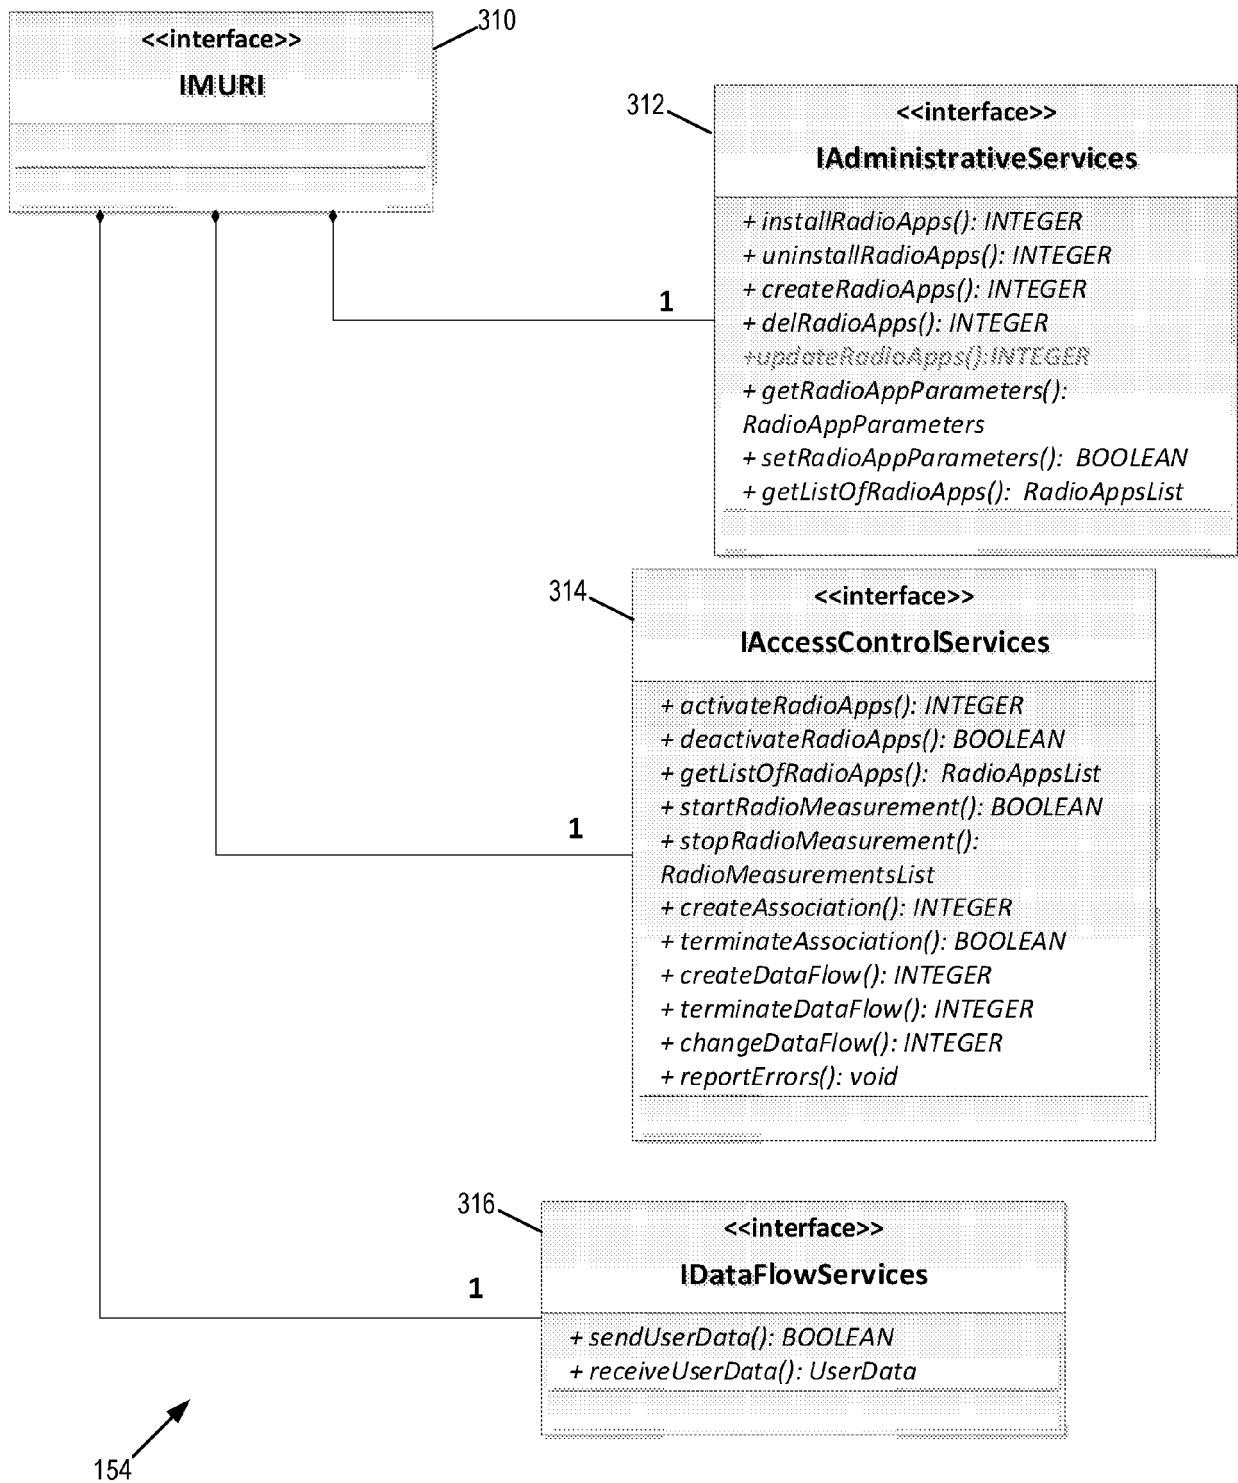 <<interface>>
IMURI
310
312
<<interface>>
IAdministrativeServices
+ installRadioApps(): INTEGER
+ uninstallRadioApps(): INTEGER
+ createRadioApps(): INTEGER
+ delRadioApps(): INTEGER
+updateRadioApps():INTEGER
+ getRadioAppParameters():
RadioAppParameters
+ setRadioAppParameters(): BOOLEAN
+ getListOfRadioApps(): RadioAppsList
1
314
<<interface>>
IAccessControlServices
+ activateRadioApps(): INTEGER
+ deactivateRadioApps(): BOOLEAN
+ getListOfRadioApps(): RadioAppsList
+ startRadioMeasurement(): BOOLEAN
+ stopRadioMeasurement():
RadioMeasurementsList
+ createAssociation(): INTEGER
+ terminateAssociation(): BOOLEAN
+ createDataFlow(): INTEGER
+ terminateDataFlow(): INTEGER
+ changeDataFlow(): INTEGER
+ reportErrors(): void
1
316
<<interface>>
IDataFlowServices
+ sendUserData(): BOOLEAN
+ receiveUserData(): UserData
1
154